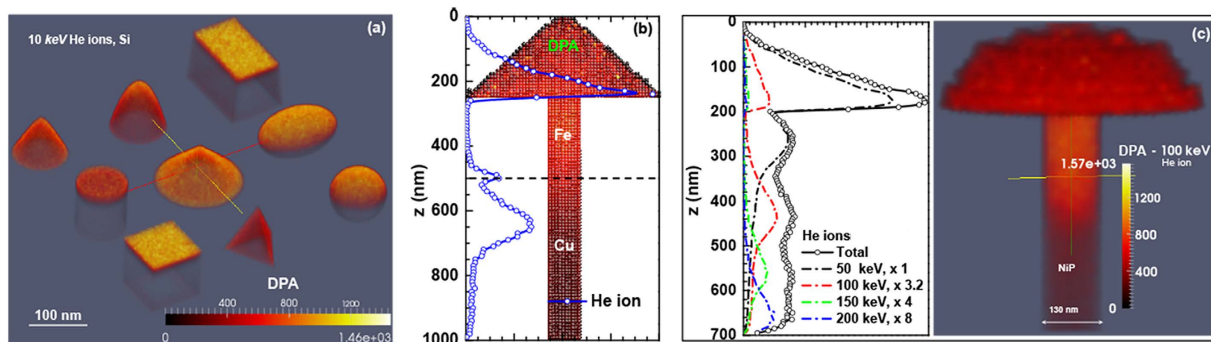 10 keV He ions, Si
(a)
DPA
400 800 1200
0 1.46e+03
100 nm
(b)
0
200
400
600
800
1000
z (nm)
DPA
Fe
Cu
He ion
0
100
200
300
400
500
600
700
z (nm)
He ions
Total
50 keV, x 1
100 keV, x 3.2
150 keV, x 4
200 keV, x 8
(c)
DPA - 100 keV
He ion
1.57e+03
1200
800
400
0
NiP
130 nm